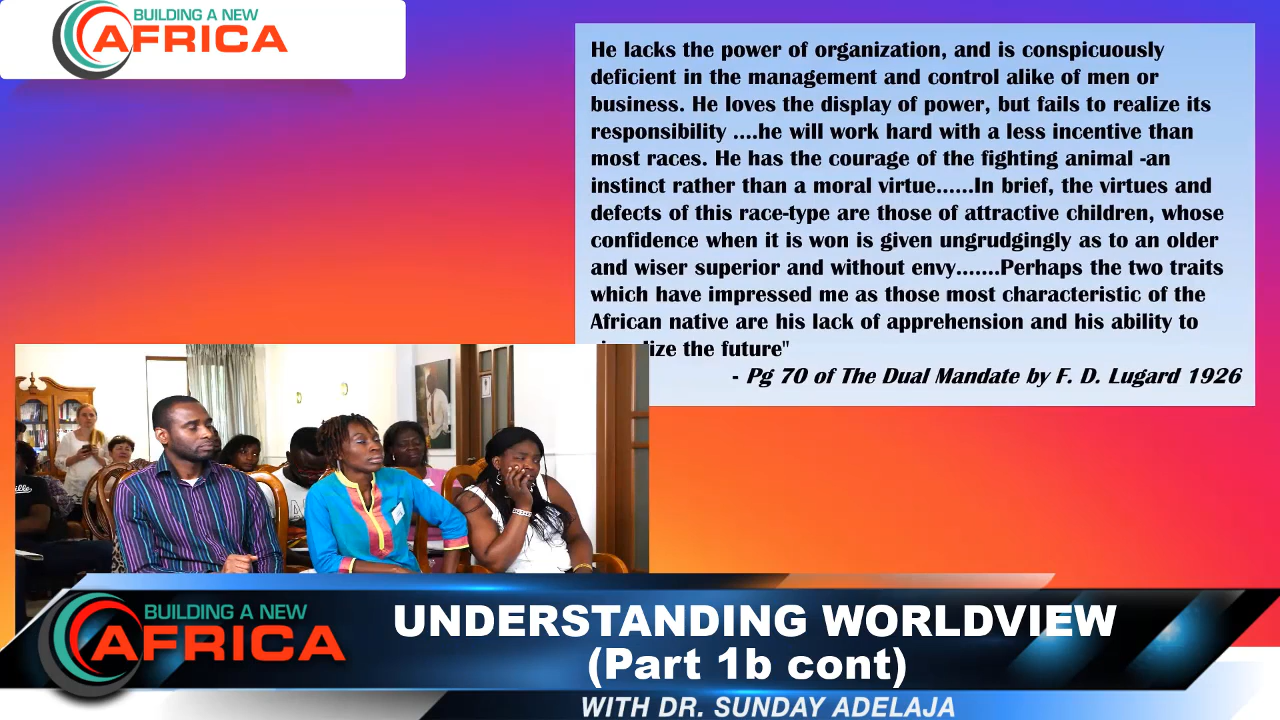 BUILDING A NEW
AFRICA
He lacks the power of organization, and is conspicuously
deficient in the management and control alike of men or
business. He loves the display of power, but fails to realize its
responsibility ....he will work hard with a less incentive than
most races. He has the courage of the fighting animal -an
instinct rather than a moral virtue......In brief, the virtues and
defects of this race-type are those of attractive children, whose
confidence when it is won is given ungrudgingly as to an older
and wiser superior and without envy.......Perhaps the two traits
which have impressed me as those most characteristic of the
African native are his lack of apprehension and his ability to
the future"
- Pg 70 of The Dual Mandate by F. D. Lugard 1926
BUILDING A NEW
AFRICA
UNDERSTANDING WORLDVIEW
(Part 1b cont)
WITH DR. SUNDAY ADELAJA